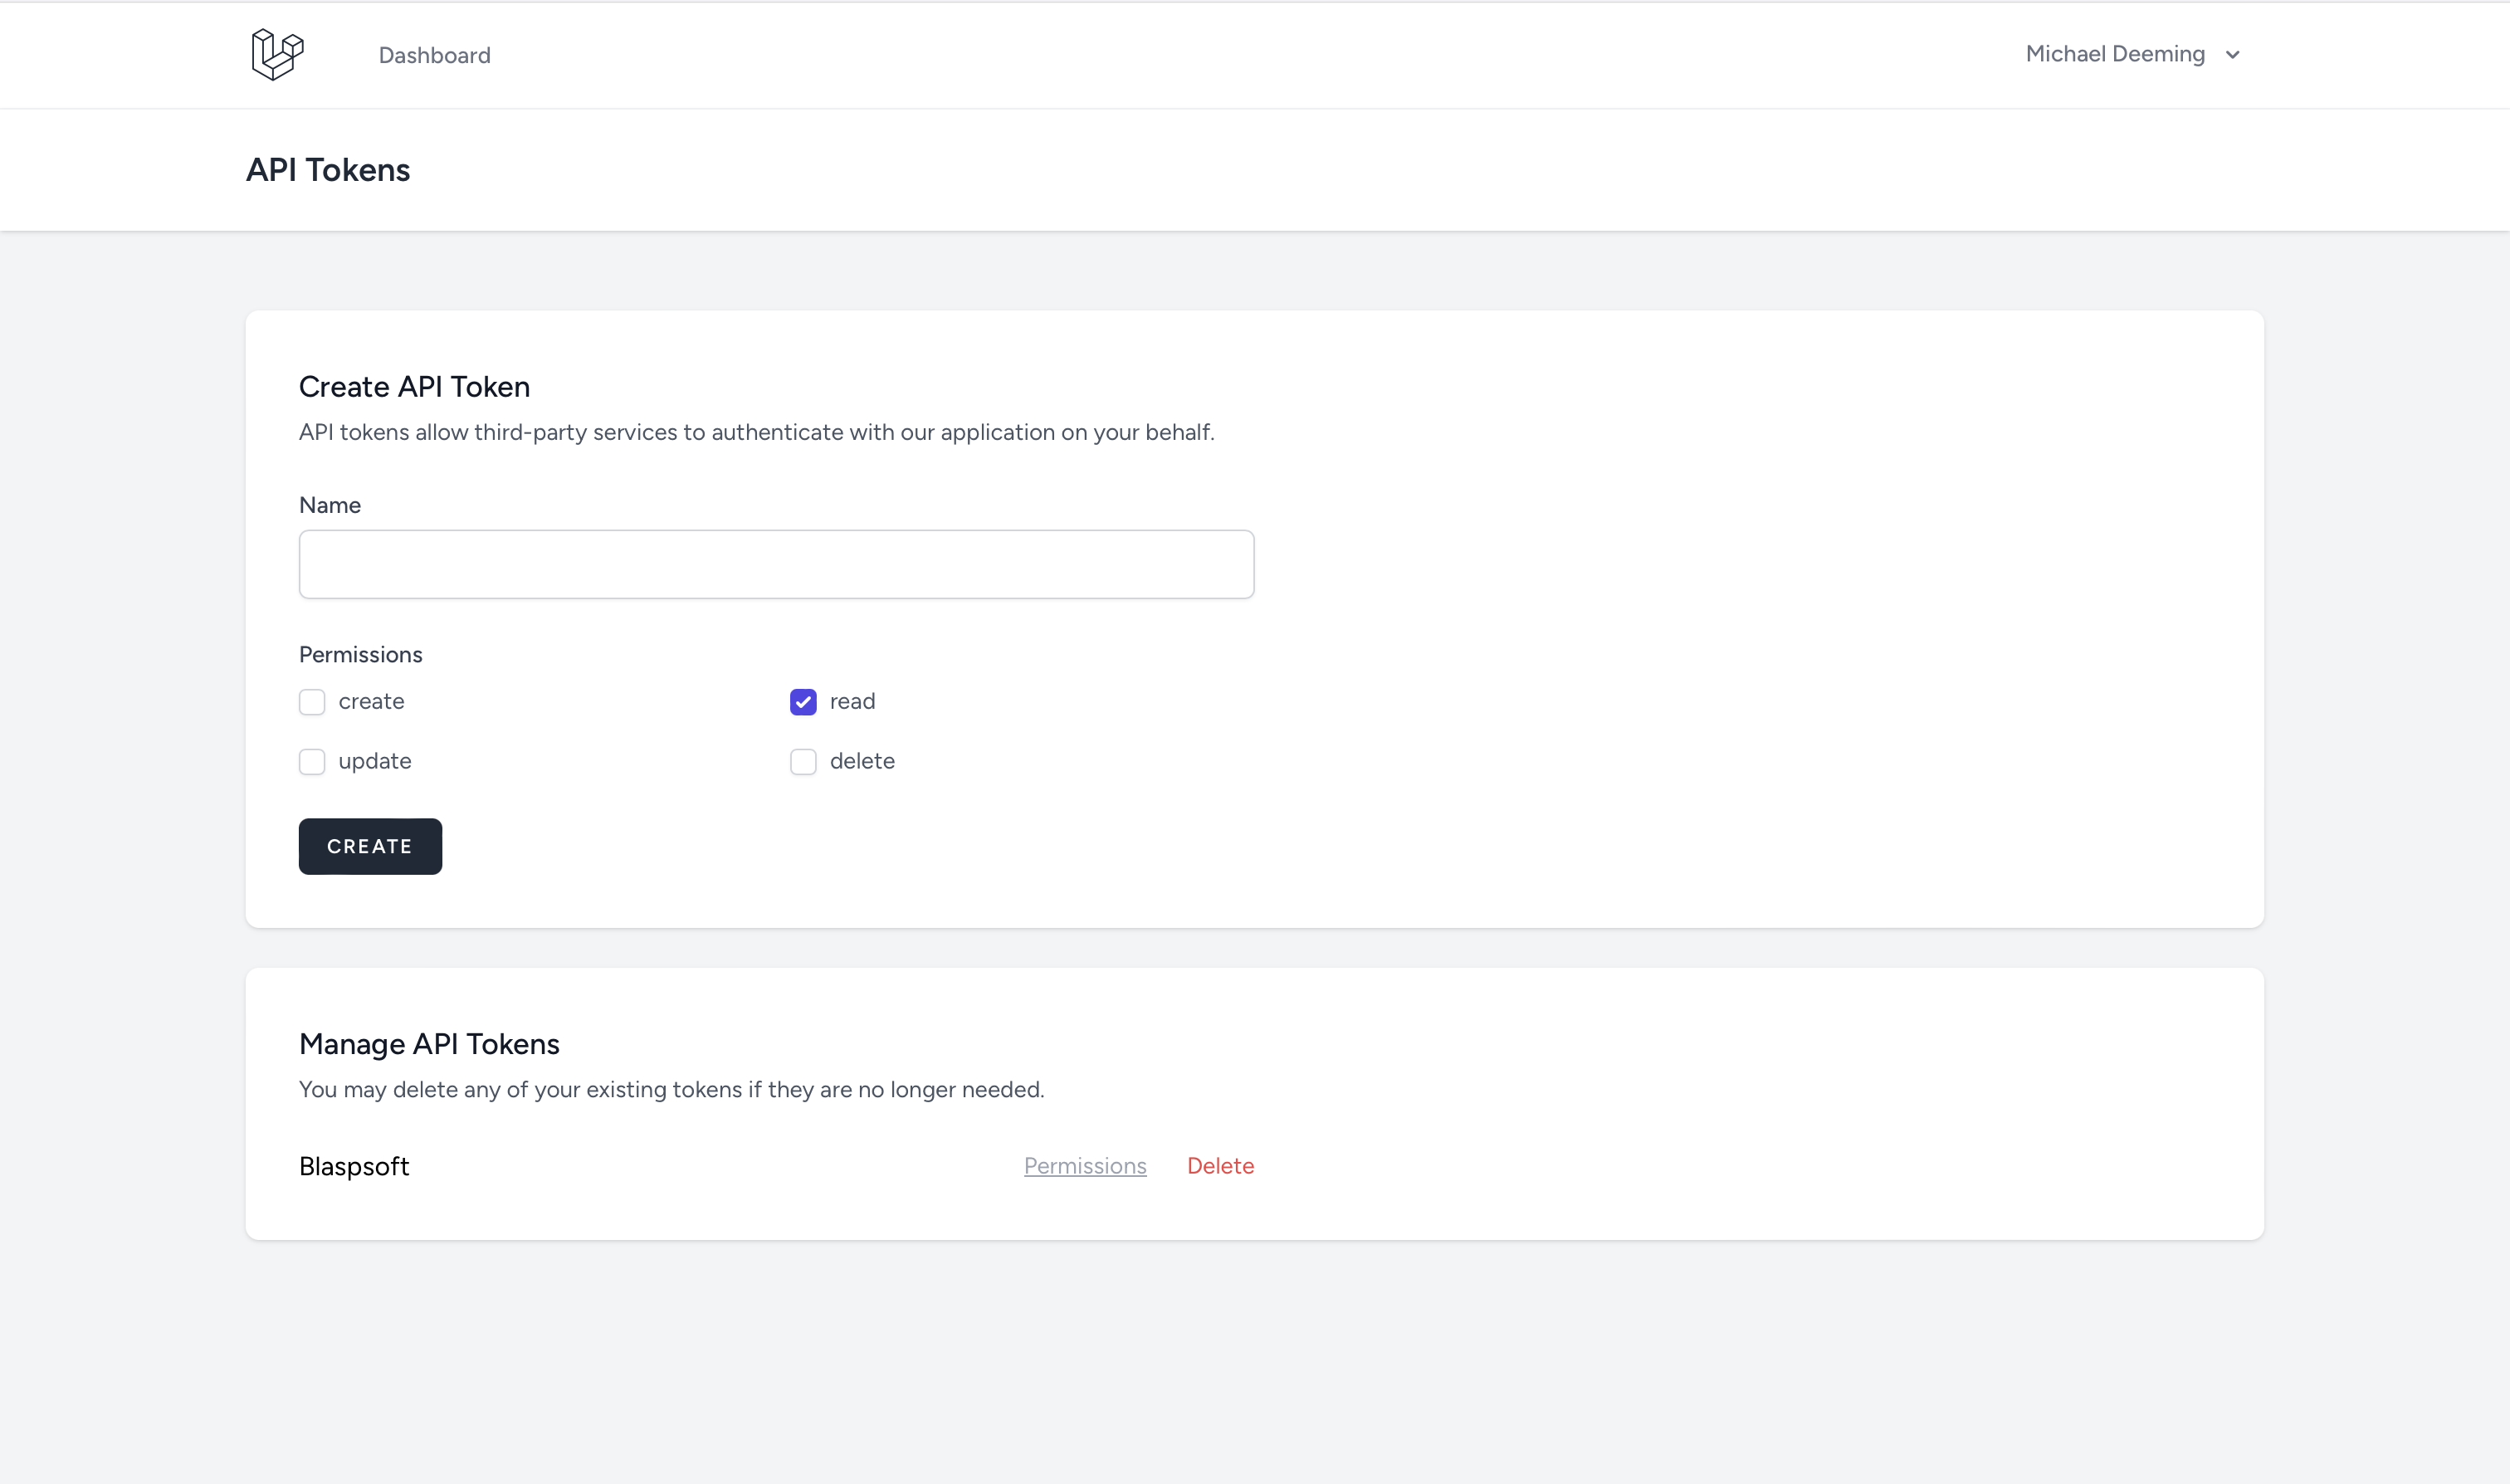 Dashboard
Michael Deeming
API Tokens
Create API Token
API tokens allow third-party services to authenticate with our application on your behalf.
Name
Permissions
create
read
update
delete
CREATE
Manage API Tokens
You may delete any of your existing tokens if they are no longer needed.
Blaspsoft
Permissions
Delete